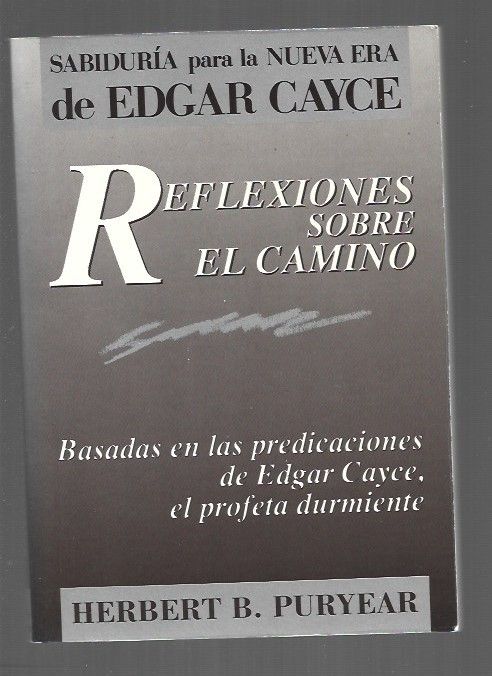 SABIDURÍA para la NUEVA ERA
de EDGAR CAYCE
REFLEXIONES
SOBRE
EL CAMINO
Basadas en las predicaciones
de Edgar Cayce,
el profeta durmiente
HERBERT B. PURYEAR